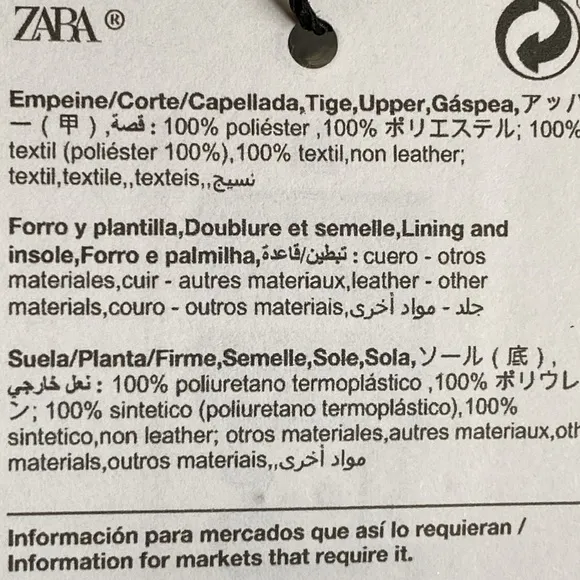 ZARA ®
Empeine/Corte/Capellada,Tige,Upper,Gáspea,アッパ
ー ( 甲 ) ,قصة : 100% poliéster ,100% ポリエステル; 100%
textil (poliéster 100%),100% textil,non leather;
textil,textile,,texteis,,نسيج
Forro y plantilla,Doublure et semelle,Lining and
insole,Forro e palmilha,تبطين/قاعدة : cuero - otros
materiales,cuir - autres materiaux,leather - other
materials,couro - outros materiais,جلد - مواد أخرى
Suela/Planta/Firme,Semelle,Sole,Sola,ソール ( 底 ) ,
نعل خارجي : 100% poliuretano termoplástico ,100% ポリウレ
ン; 100% sintetico (poliuretano termoplástico),100%
sintetico,non leather; otros materiales,autres materiaux,oth
materials,outros materiais,,مواد أخرى
Información para mercados que así lo requieran /
Information for markets that require it.